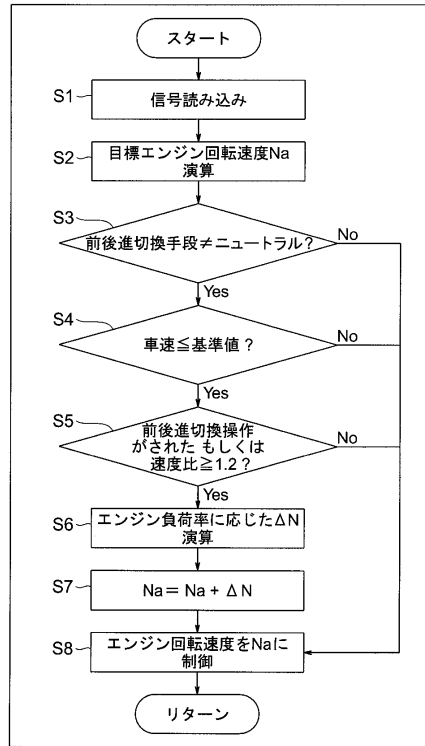 スタート
S1
信号読み込み
S2
目標エンジン回転速度Na
演算
S3
前後進切換手段≠ニュートラル?
No
Yes
S4
車速≦基準値?
No
Yes
S5
前後進切換操作
がされた もしくは
速度比≧1.2?
No
Yes
S6
エンジン負荷率に応じたΔN
演算
S7
Na = Na + ΔN
S8
エンジン回転速度をNaに
制御
リターン